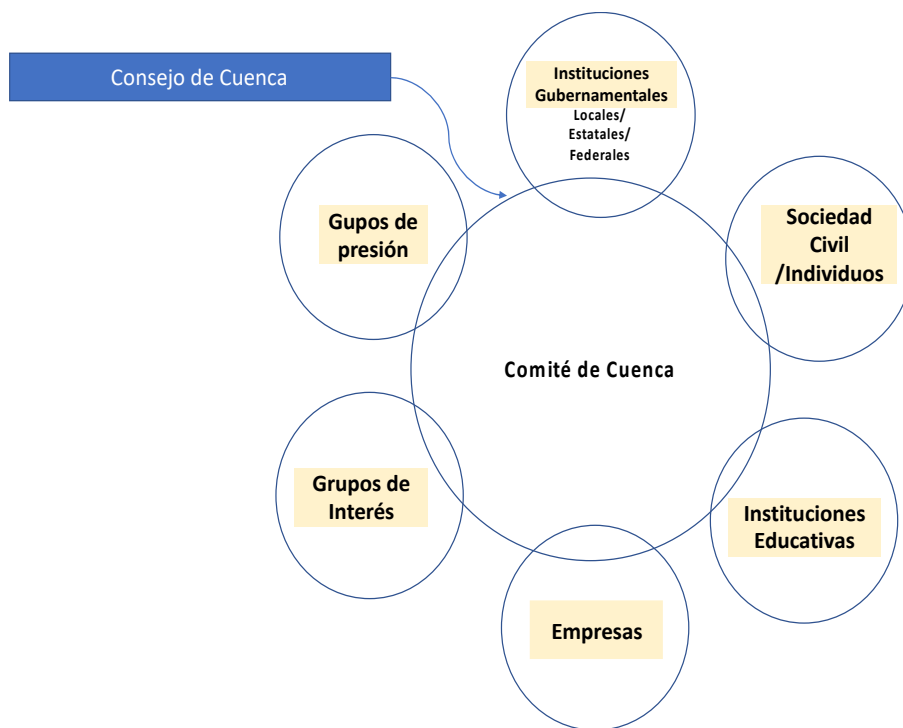 Consejo de Cuenca
Instituciones
Gubernamentales
Locales/
Estatales/
Federales
Gupos de
presión
Sociedad
Civil
/Individuos
Comité de Cuenca
Grupos de
Interés
Instituciones
Educativas
Empresas